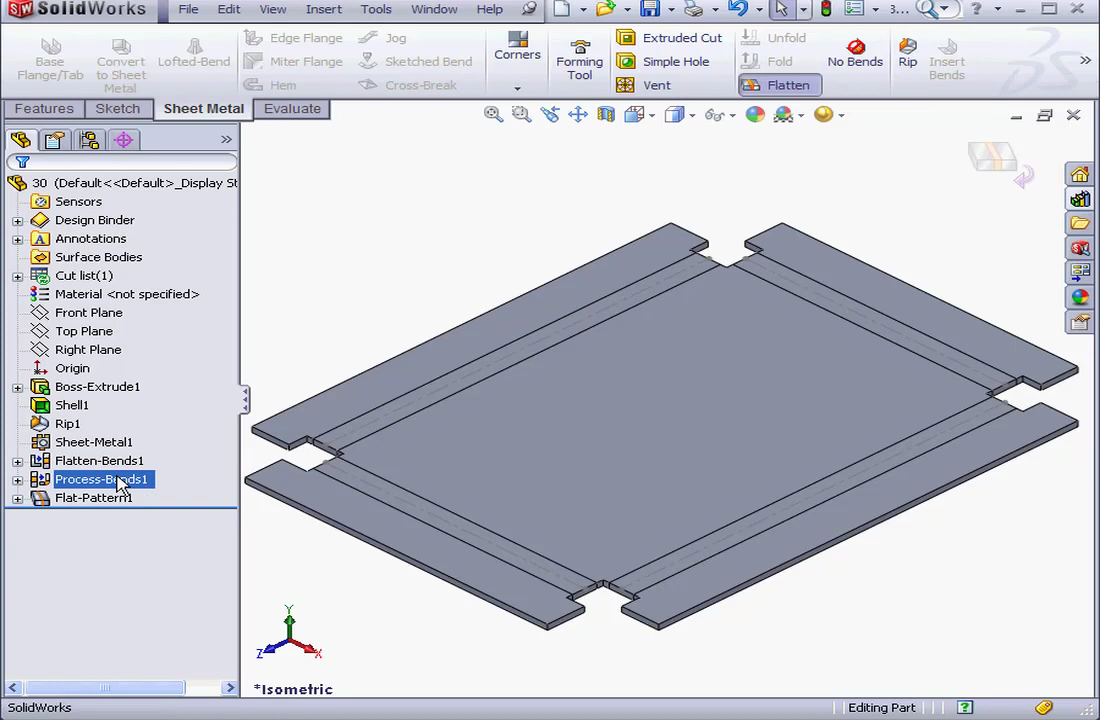 SolidWorks File Edit View Insert Tools Window Help 3... ?
Base Flange/Tab
Convert to Sheet Metal
Lofted-Bend
Edge Flange
Miter Flange
Hem
Jog
Sketched Bend
Cross-Break
Corners
Forming Tool
Extruded Cut
Simple Hole
Vent
Unfold
Fold
Flatten
No Bends
Rip
Insert Bends
Features Sketch Sheet Metal Evaluate
30 (Default<<Default>_Display St
Sensors
Design Binder
Annotations
Surface Bodies
Cut list(1)
Material <not specified>
Front Plane
Top Plane
Right Plane
Origin
Boss-Extrude1
Shell1
Rip1
Sheet-Metal1
Flatten-Bends1
Process-Bends1
Flat-Pattern1
Y
Z
X
*Isometric
SolidWorks Editing Part